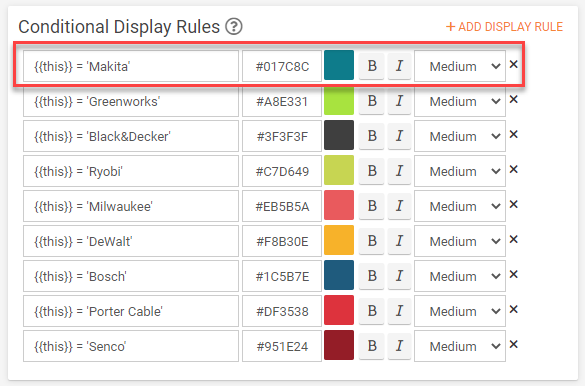 Conditional Display Rules ? + ADD DISPLAY RULE
{{this}} = 'Makita' #017C8C B I Medium ×
{{this}} = 'Greenworks' #A8E331 B I Medium ×
{{this}} = 'Black&Decker' #3F3F3F B I Medium ×
{{this}} = 'Ryobi' #C7D649 B I Medium ×
{{this}} = 'Milwaukee' #EB5B5A B I Medium ×
{{this}} = 'DeWalt' #F8B30E B I Medium ×
{{this}} = 'Bosch' #1C5B7E B I Medium ×
{{this}} = 'Porter Cable' #DF3538 B I Medium ×
{{this}} = 'Senco' #951E24 B I Medium ×